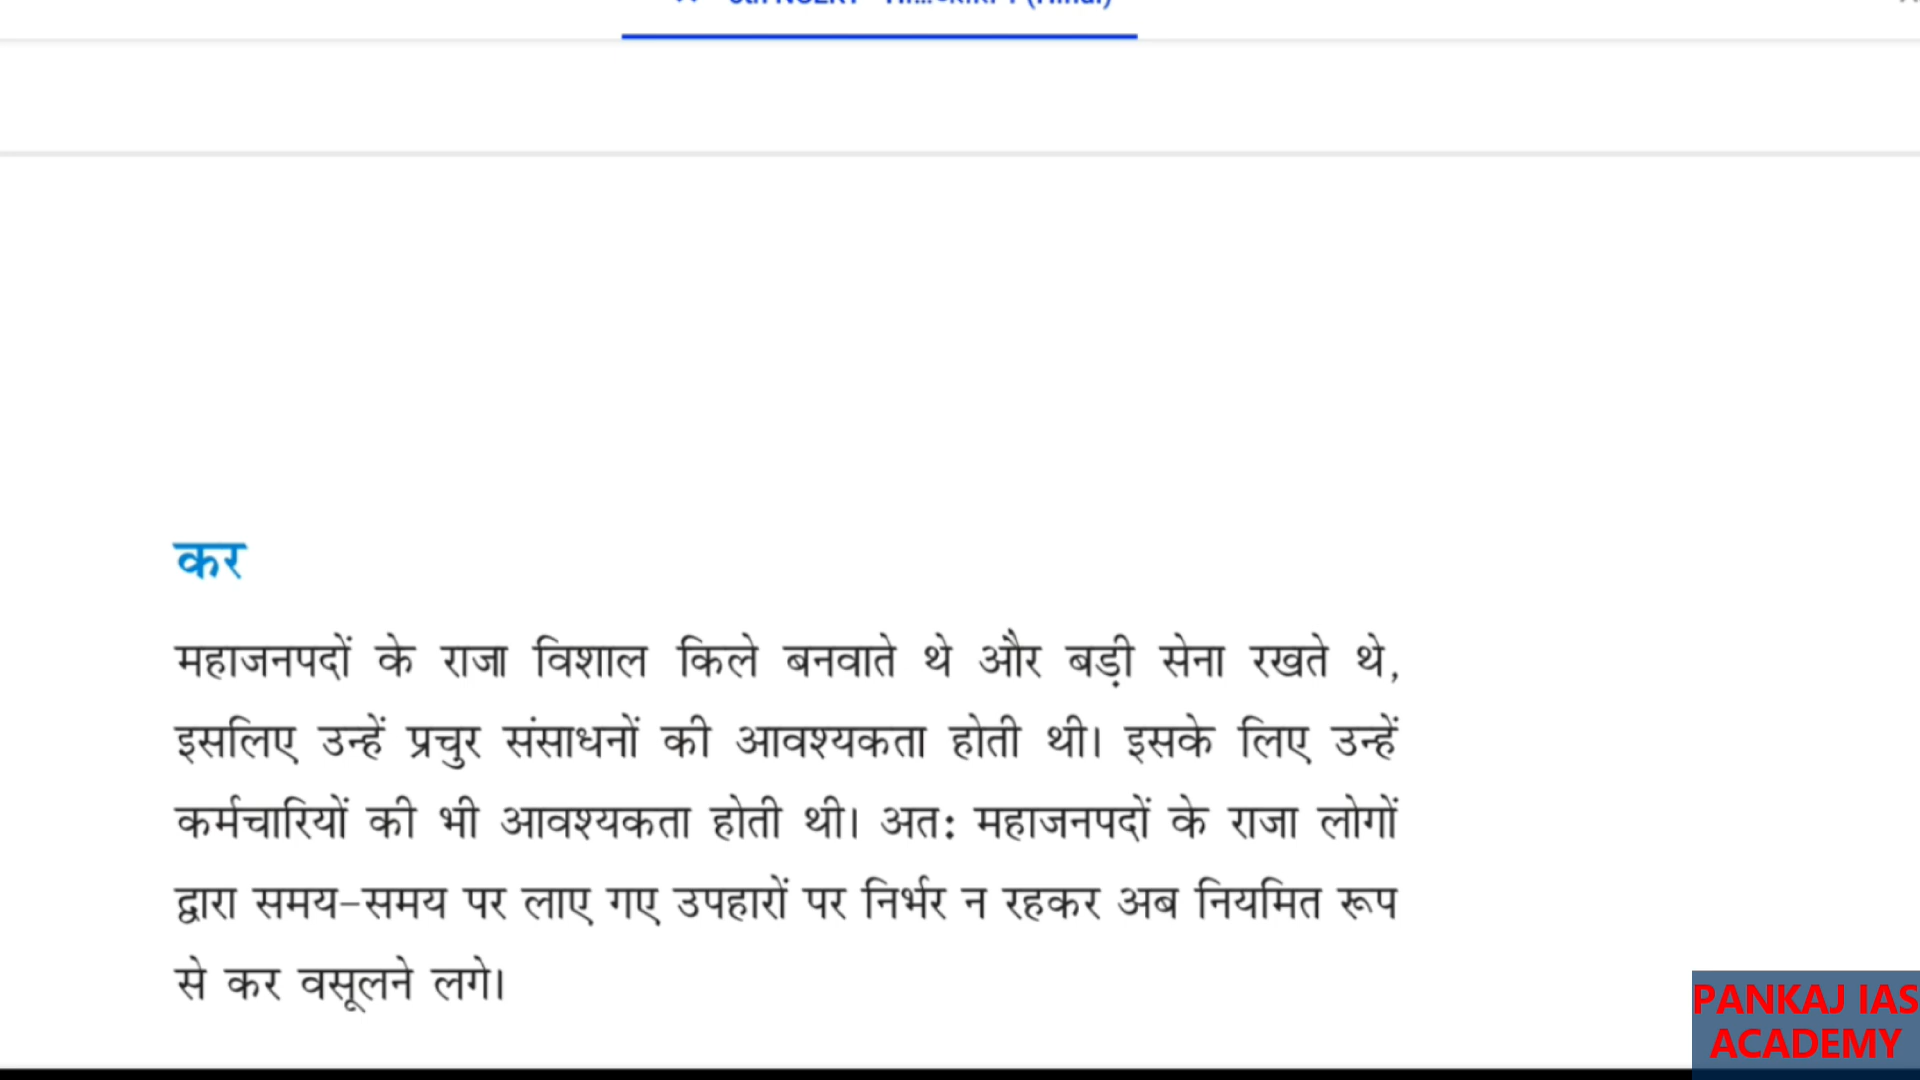 कर
महाजनपदों के राजा विशाल किले बनवाते थे और बड़ी सेना रखते थे,
इसलिए उन्हें प्रचुर संसाधनों की आवश्यकता होती थी। इसके लिए उन्हें
कर्मचारियों की भी आवश्यकता होती थी। अतः महाजनपदों के राजा लोगों
द्वारा समय-समय पर लाए गए उपहारों पर निर्भर न रहकर अब नियमित रूप
से कर वसूलने लगे।
PANKAJ IAS
ACADEMY